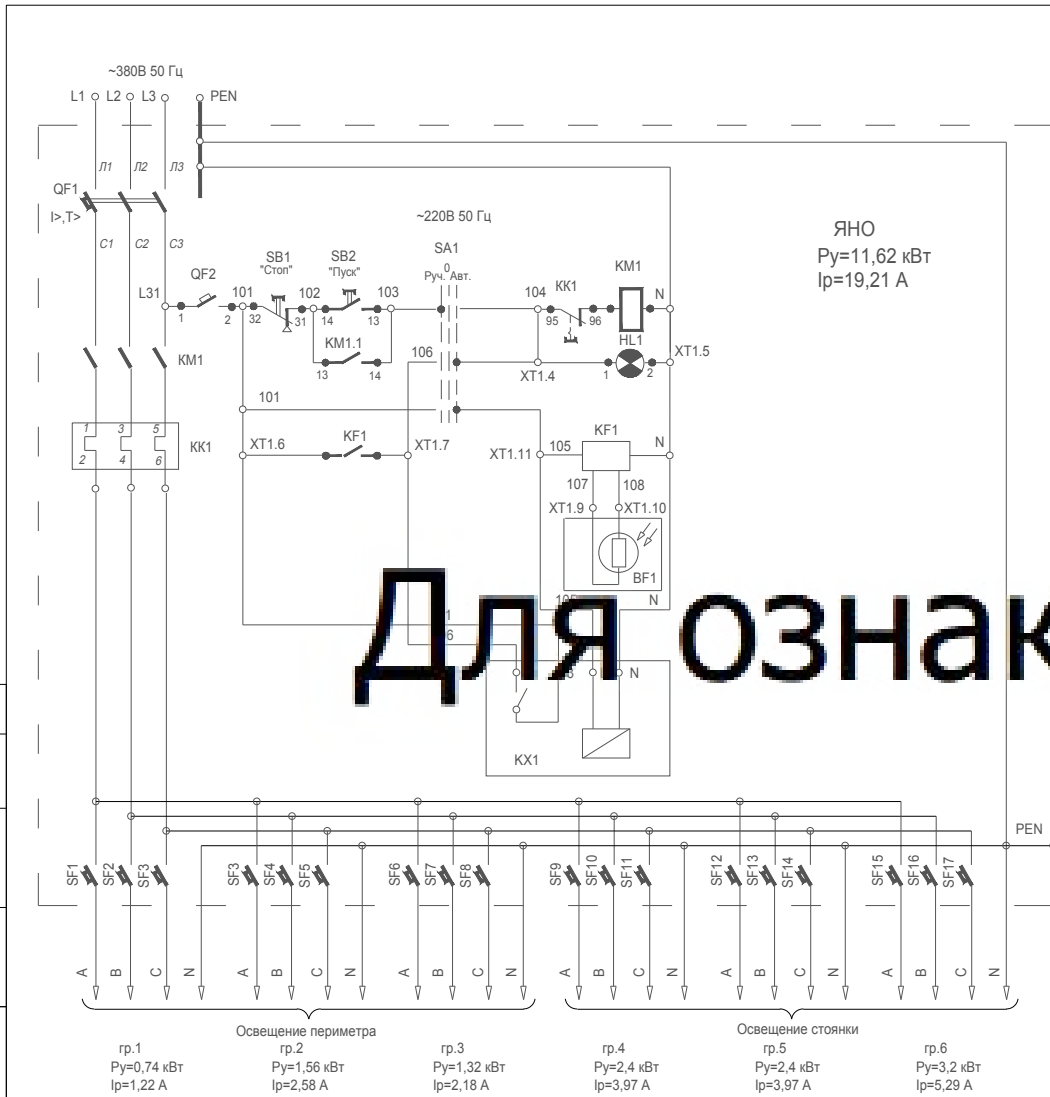 ~380В 50 Гц
L1 L2 L3 PEN
Л1 Л2 Л3
QF1
I>,T>
С1 С2 С3
~220В 50 Гц
ЯНО
Ру=11,62 кВт
Iр=19,21 А
SA1
0
Руч. Авт.
SB1
"Стоп"
SB2
"Пуск"
KM1
QF2
KK1
L31
101 102 103 104 N
1 2 32 31 14 13 95 96
KM1.1
106
HL1
13 14
XT1.4
1 2
XT1.5
KM1
101
1 3 5
KK1
2 4 6
XT1.6
KF1
XT1.7
XT1.11
105
KF1
N
107 108
XT1.9 XT1.10
BF1
N
Для ознак
N
KX1
PEN
SF1 SF2 SF3 SF3 SF4 SF5 SF6 SF7 SF8 SF9 SF10 SF11 SF12 SF13 SF14 SF15 SF16 SF17
A B C N A B C N A B C N A B C N A B C N A B C N
Освещение периметра
Освещение стоянки
гр.1
Ру=0,74 кВт
Iр=1,22 А
гр.2
Ру=1,56 кВт
Iр=2,58 А
гр.3
Ру=1,32 кВт
Iр=2,18 А
гр.4
Ру=2,4 кВт
Iр=3,97 А
гр.5
Ру=2,4 кВт
Iр=3,97 А
гр.6
Ру=3,2 кВт
Iр=5,29 А